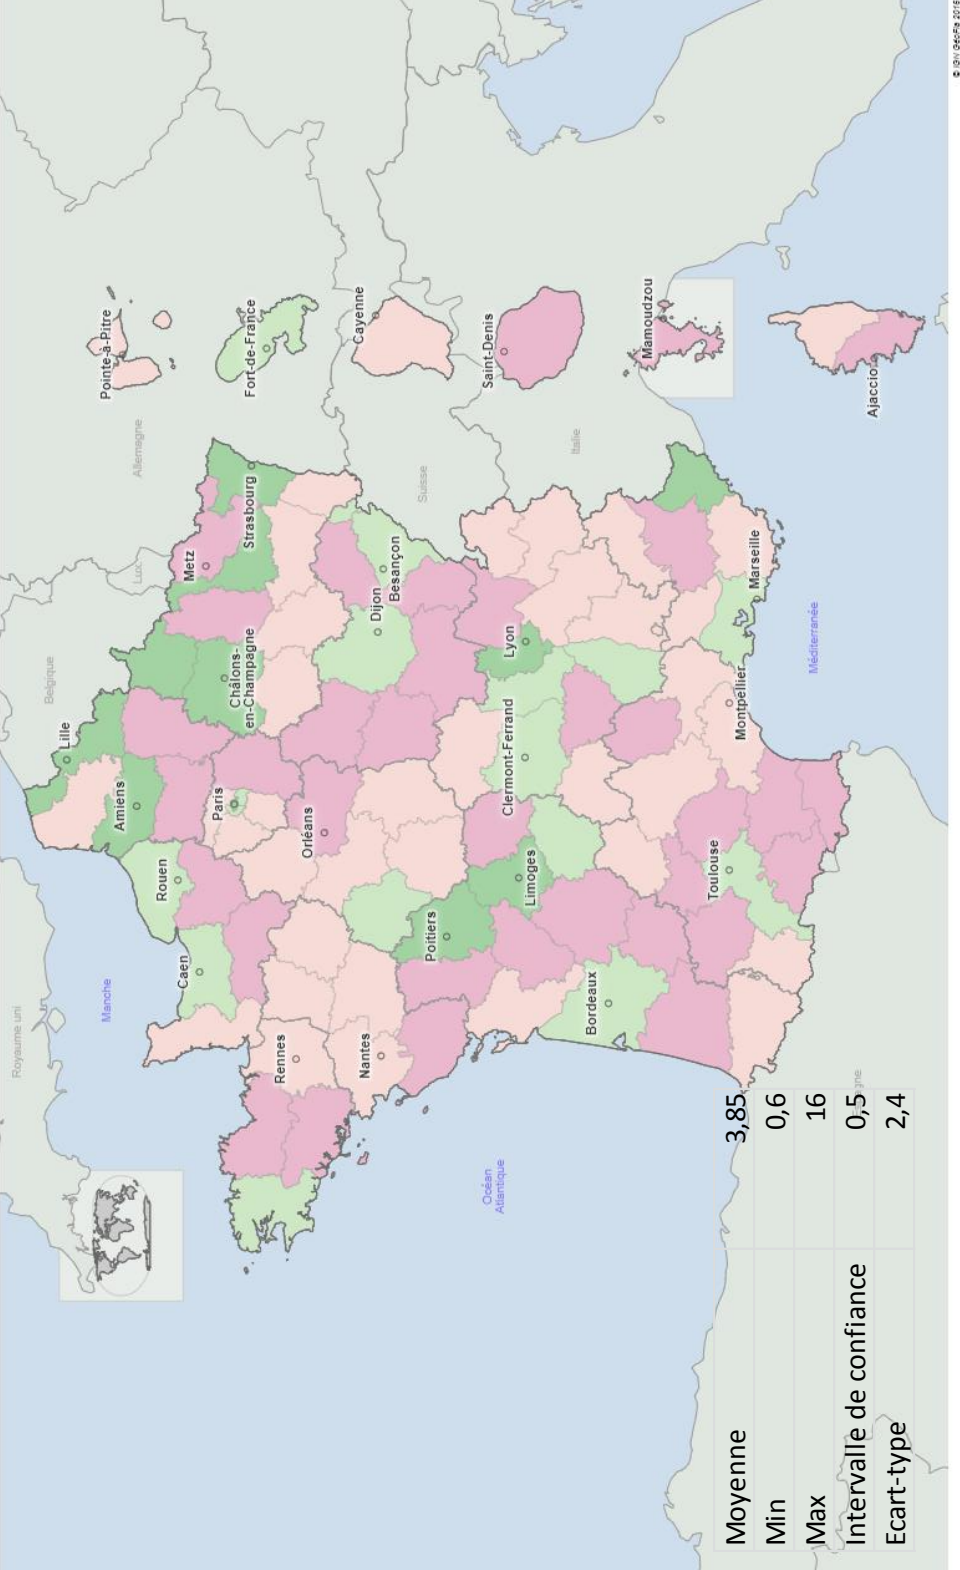 Royaume uni
Belgique
Lille
Manche
Pointe-à-Pitre
Amiens
Lux
Allemagne
Rouen
Caen
Metz
Paris
Châlons-
en-Champagne
Strasbourg
Fort-de-France
Rennes
Orléans
Cayenne
Nantes
Dijon
Besançon
Suisse
Poitiers
Océan
Atlantique
Saint-Denis
Clermont-Ferrand
Lyon
Limoges
Italie
Bordeaux
Mamoudzou
Toulouse
Montpellier
Marseille
Méditerranée
Ajaccio
Moyenne 3,85
Min 0,6
Max 16
Intervalle de confiance 0,5
Ecart-type 2,4
© IGN GéoFla 2016